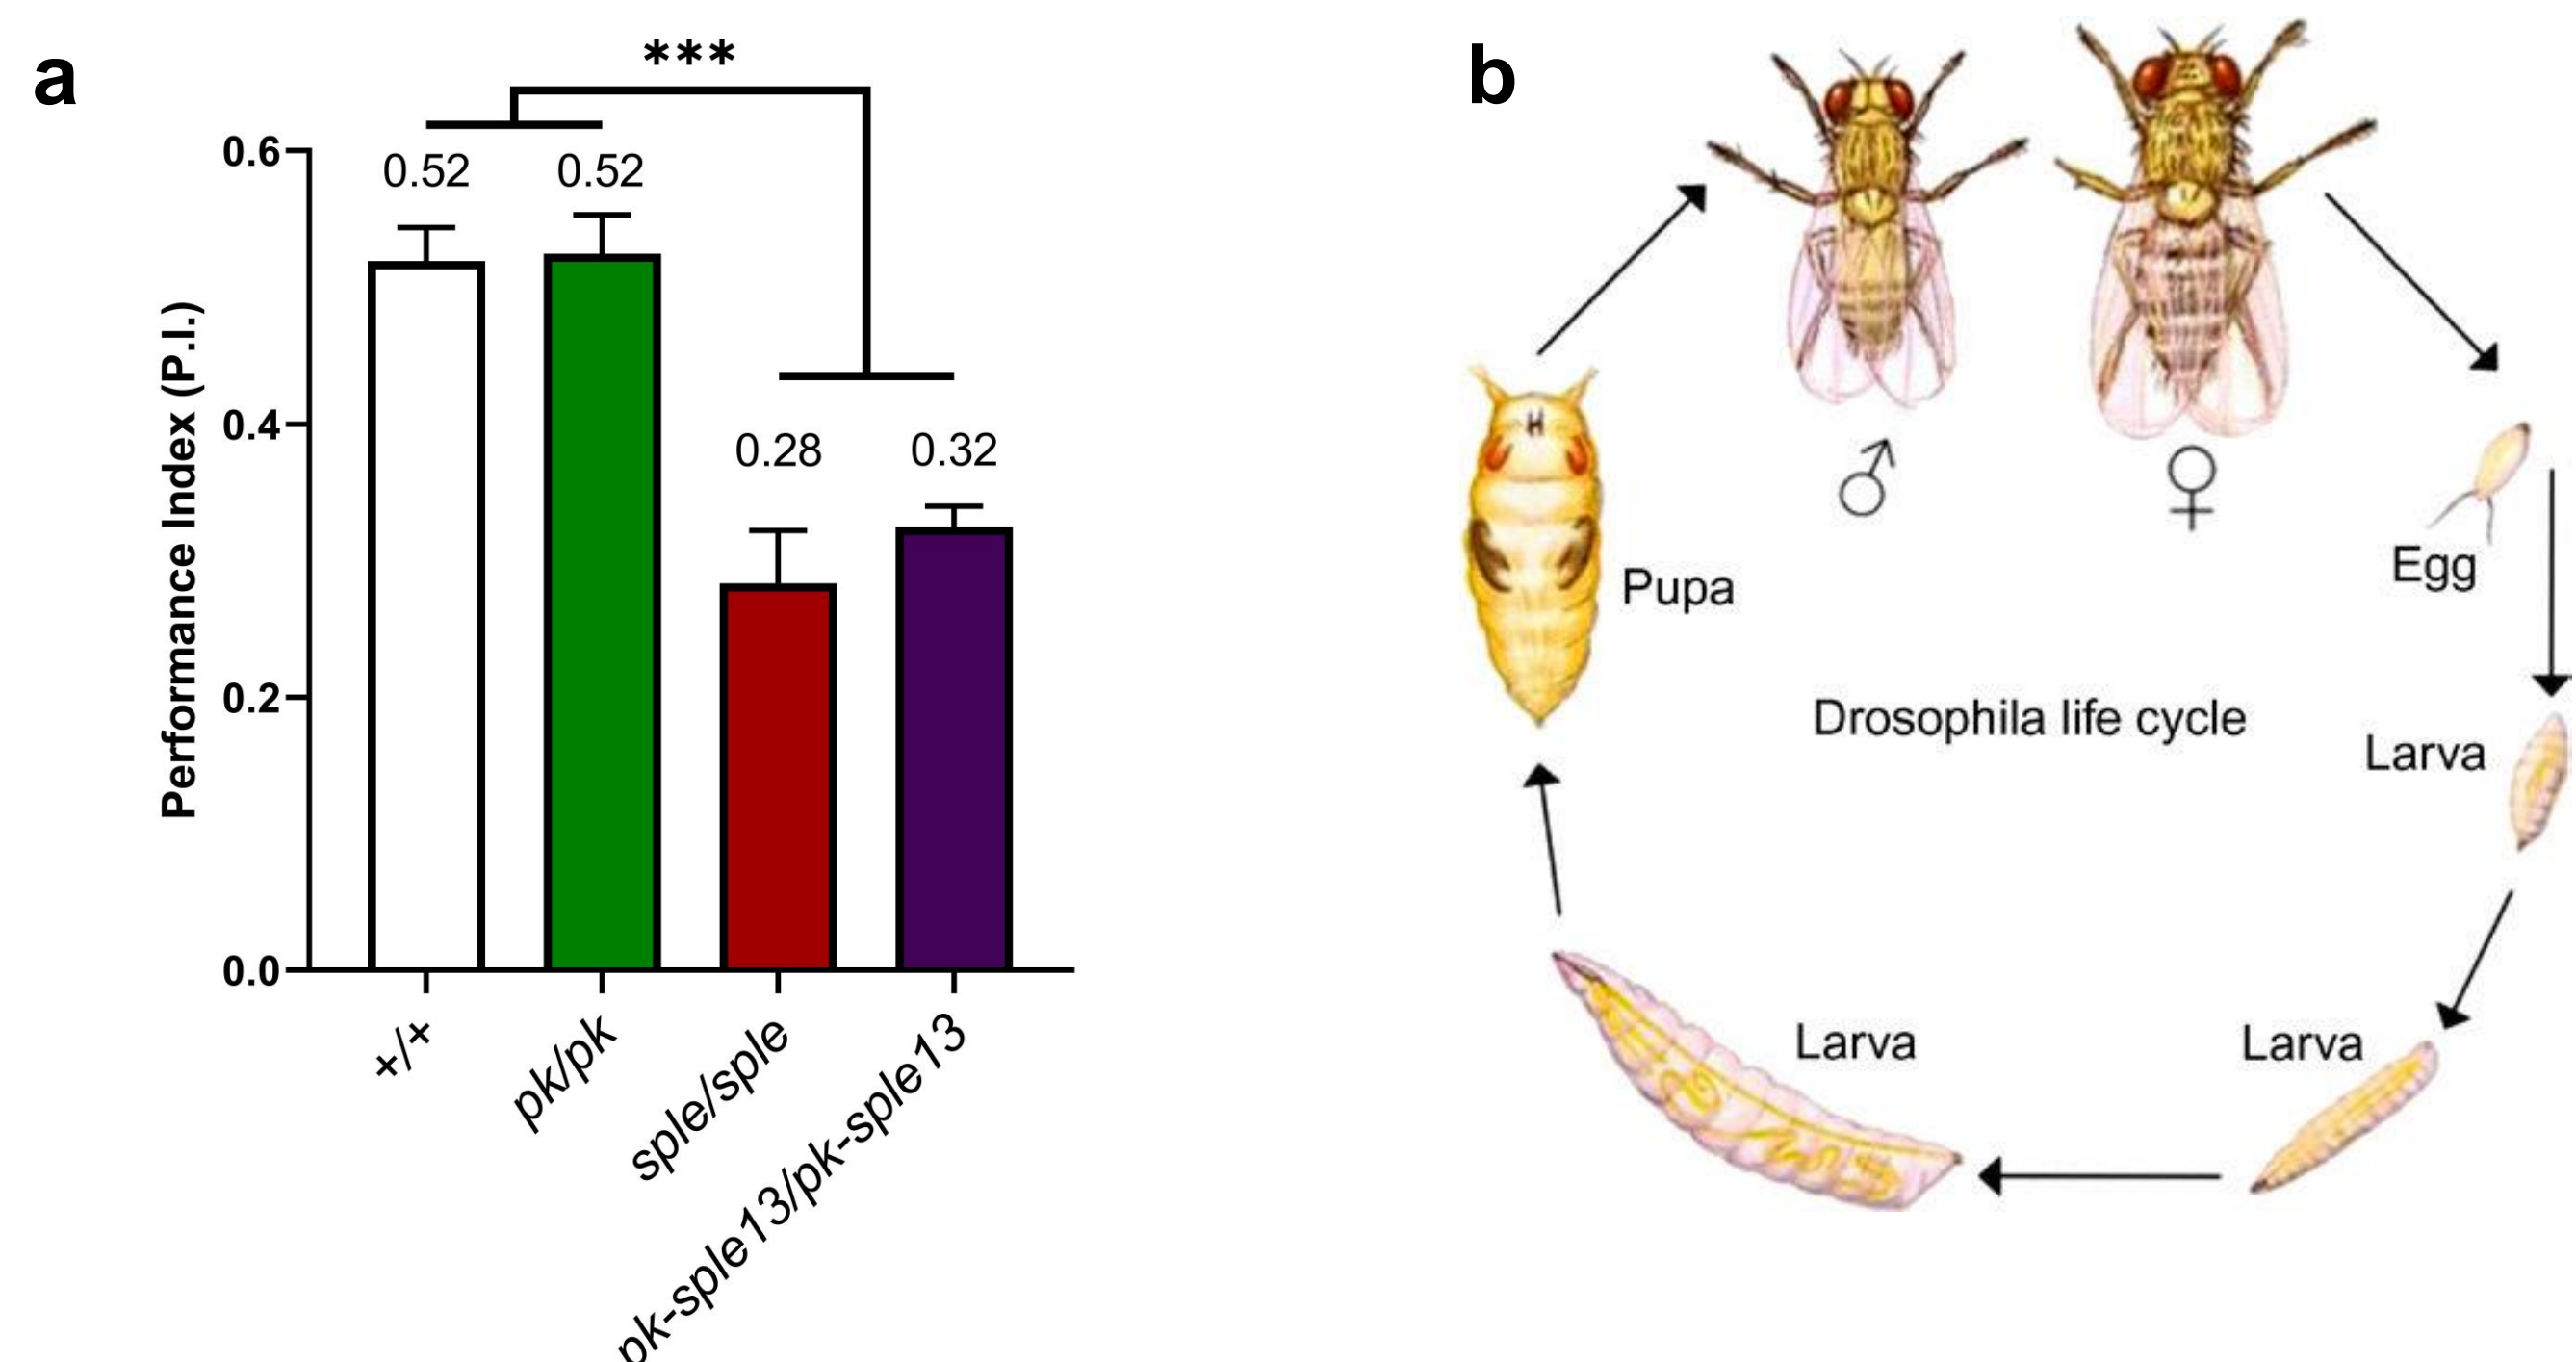 a
***
0.6
0.52
0.52
0.4
0.28
0.32
0.2
0.0
Performance Index (P.I.)
+/+
pk/pk
sple/sple
pk-sple13/pk-sple13
b
♂
♀
Egg
Pupa
Drosophila life cycle
Larva
Larva
Larva